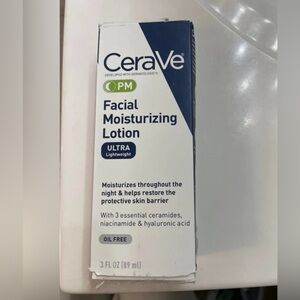 CeraVe
DEVELOPED WITH DERMATOLOGISTS
PM
Facial
Moisturizing
Lotion
ULTRA
Lightweight
Moisturizes throughout the
night & helps restore the
protective skin barrier
With 3 essential ceramides,
niacinamide & hyaluronic acid
OIL FREE
3 FL OZ (89 ml)